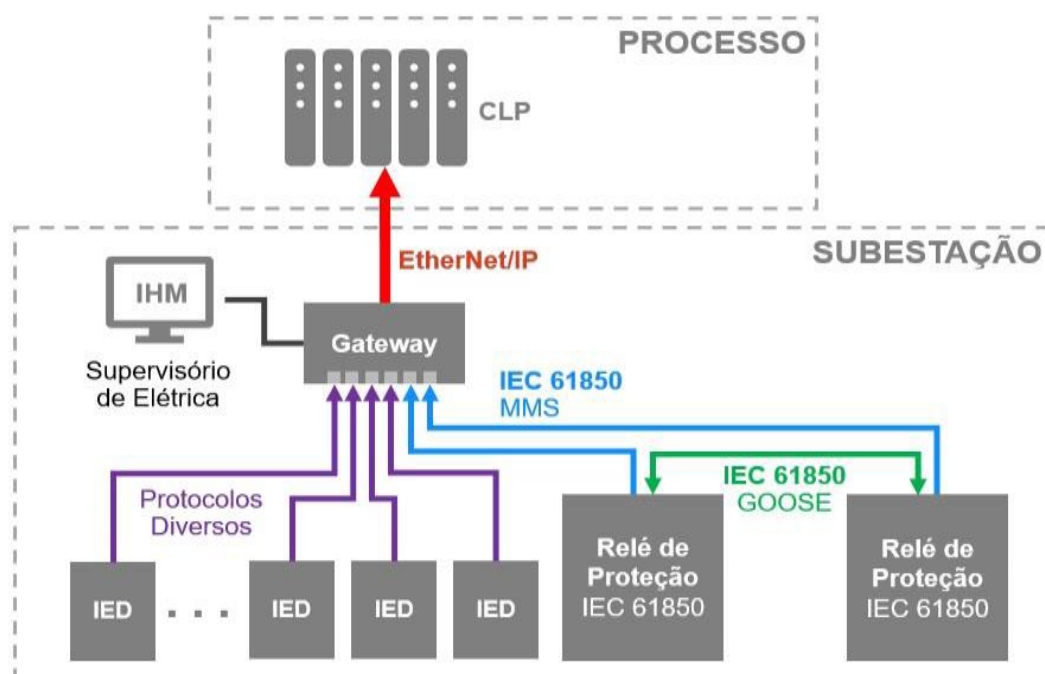 PROCESSO
CLP
SUBESTAÇÃO
EtherNet/IP
IHM
Supervisório
de Elétrica
Gateway
IEC 61850
MMS
Protocolos
Diversos
IEC 61850
GOOSE
IED
. . .
IED
IED
IED
Relé de
Proteção
IEC 61850
Relé de
Proteção
IEC 61850